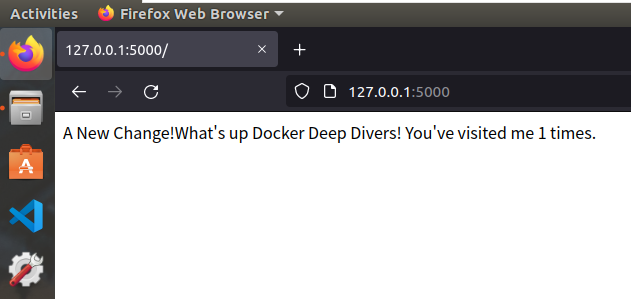 Activities Firefox Web Browser
127.0.0.1:5000/
127.0.0.1:5000
A New Change!What's up Docker Deep Divers! You've visited me 1 times.